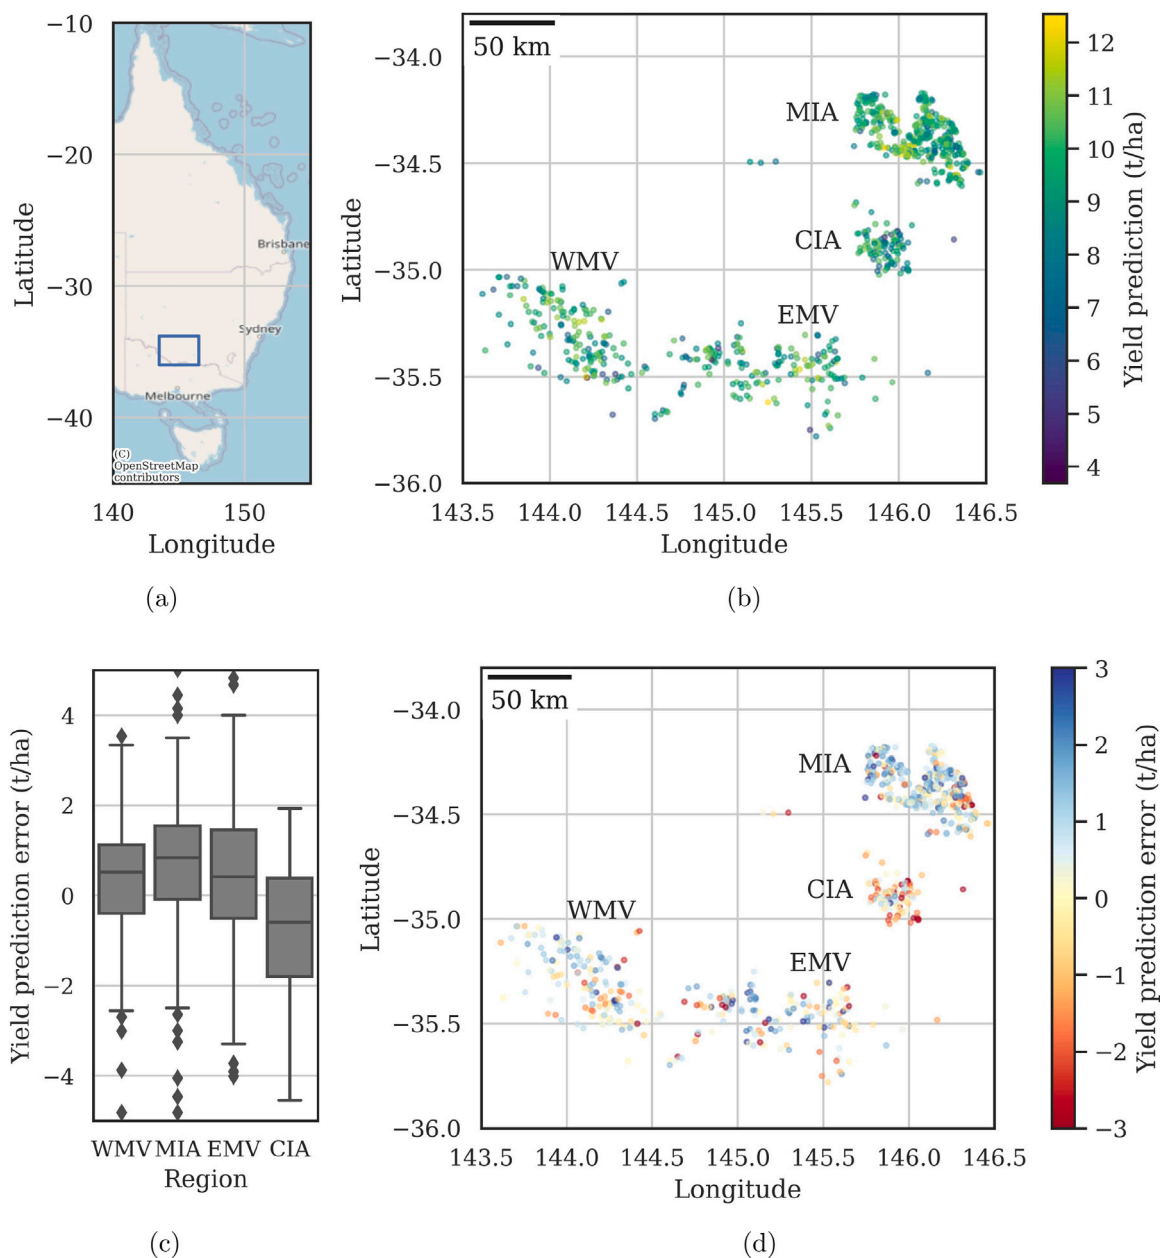 −10
−20
−30
−40
Latitude
Brisbane
Sydney
Melbourne
(C)
OpenStreetMap
contributors
140
150
Longitude
(a)
50 km
−34.0
−34.5
−35.0
−35.5
−36.0
Latitude
MIA
CIA
WMV
EMV
143.5
144.0
144.5
145.0
145.5
146.0
146.5
Longitude
12
11
10
9
8
7
6
5
4
Yield prediction (t/ha)
(b)
4
2
0
−2
−4
Yield prediction error (t/ha)
WMV
MIA
EMV
CIA
Region
(c)
50 km
−34.0
−34.5
−35.0
−35.5
−36.0
Latitude
MIA
CIA
WMV
EMV
143.5
144.0
144.5
145.0
145.5
146.0
146.5
Longitude
3
2
1
0
−1
−2
−3
Yield prediction error (t/ha)
(d)